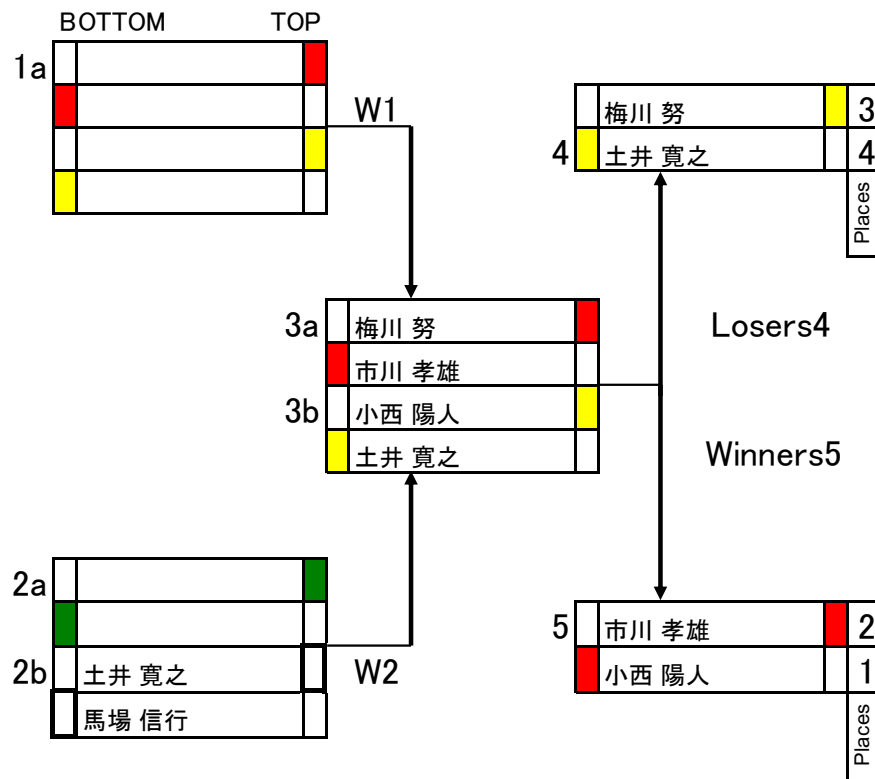 BOTTOM TOP
1a
W1
梅川 努 3
4 土井 寛之 4
Places
3a 梅川 努
市川 孝雄
3b 小西 陽人
土井 寛之
Losers4
Winners5
2a
2b 土井 寛之
馬場 信行
W2
5 市川 孝雄 2
小西 陽人 1
Places